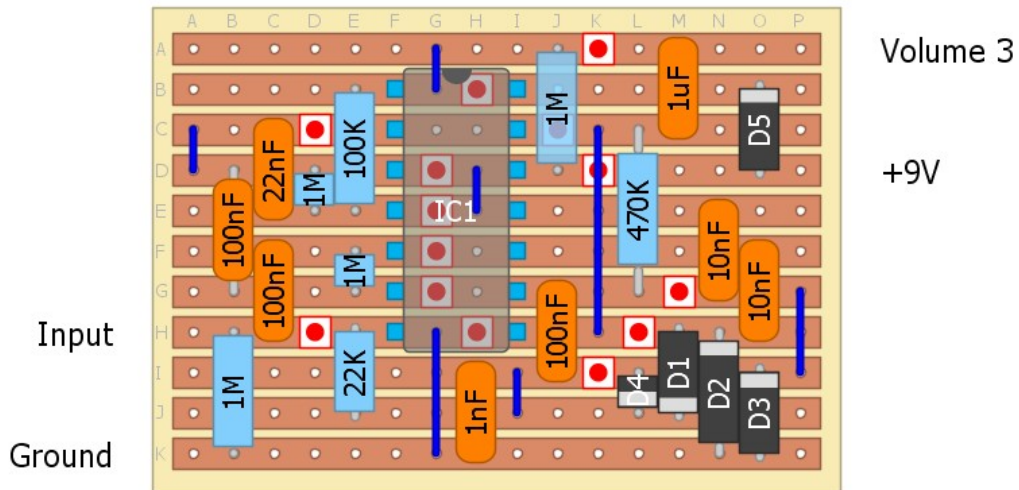 A B C D E F G H I J K L M N O P
A
Volume 3
B
1M
1uF
C
100K
D5
22nF
D
+9V
1M
470K
E
IC1
100nF
10nF
F
1M
100nF
10nF
G
100nF
Input
H
D1
I
22K
D4
1M
D2
D3
J
1nF
Ground
K